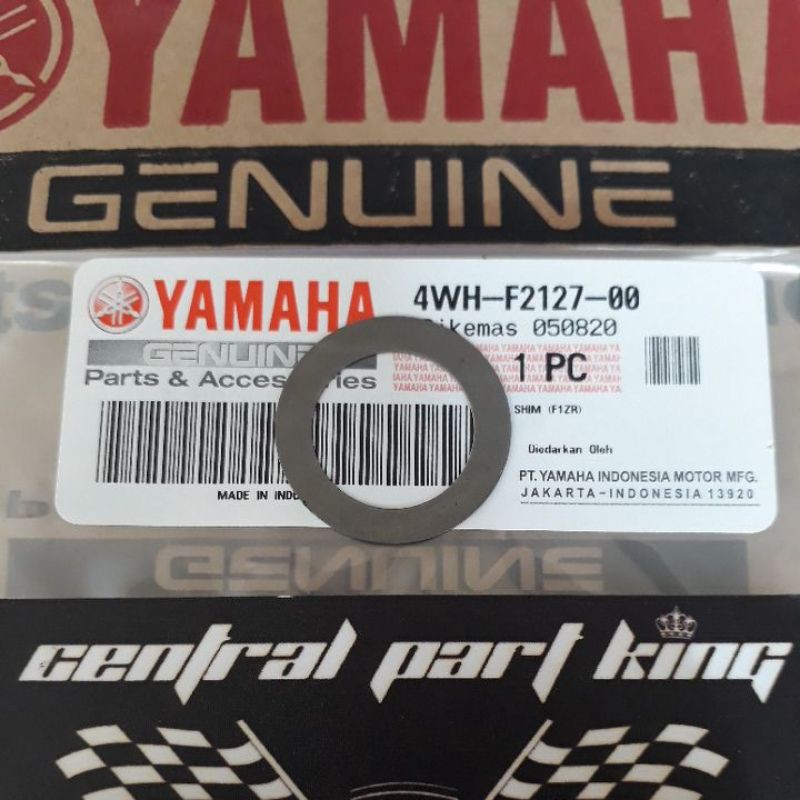 YAMAHA
GENUINE
YAMAHA 4WH-F2127-00
Dikemas 050820
GENUINE
Parts & Accessories
1 PC
SHIM (F1ZR)
Diedarkan Oleh
PT. YAMAHA INDONESIA MOTOR MFG.
JAKARTA-INDONESIA 13920
MADE IN INDO
GENUINE
central part king